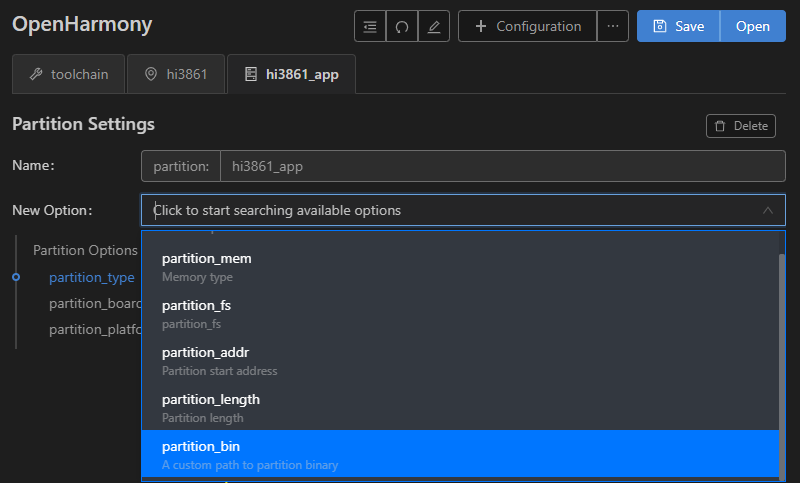 OpenHarmony
Configuration
Save
Open
toolchain
hi3861
hi3861_app
Partition Settings
Delete
Name:
partition:
hi3861_app
New Option:
Click to start searching available options
Partition Options
partition_type
partition_board
partition_platfo
partition_mem
Memory type
partition_fs
partition_fs
partition_addr
Partition start address
partition_length
Partition length
partition_bin
A custom path to partition binary